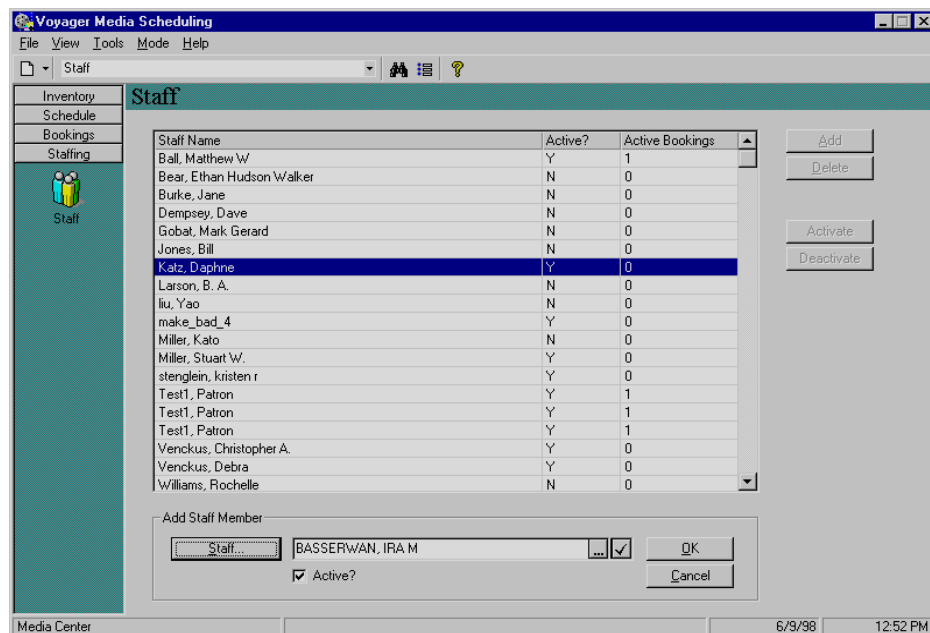 Voyager Media Scheduling
File View Tools Mode Help
Staff
Inventory
Schedule
Bookings
Staffing
Staff
Staff
Staff Name Active? Active Bookings
Ball, Matthew W Y 1
Bear, Ethan Hudson Walker N 0
Burke, Jane N 0
Dempsey, Dave N 0
Gobat, Mark Gerard N 0
Jones, Bill N 0
Katz, Daphne Y 0
Larson, B. A. N 0
liu, Yao N 0
make_bad_4 Y 0
Miller, Kato N 0
Miller, Stuart W. Y 0
stenglein, kristen r Y 0
Test1, Patron Y 1
Test1, Patron Y 1
Test1, Patron Y 1
Venckus, Christopher A. Y 0
Venckus, Debra Y 0
Williams, Rochelle N 0
Add
Delete
Activate
Deactivate
Add Staff Member
Staff... BASSERWAN, IRA M ... OK
Active? Cancel
Media Center 6/9/98 12:52 PM